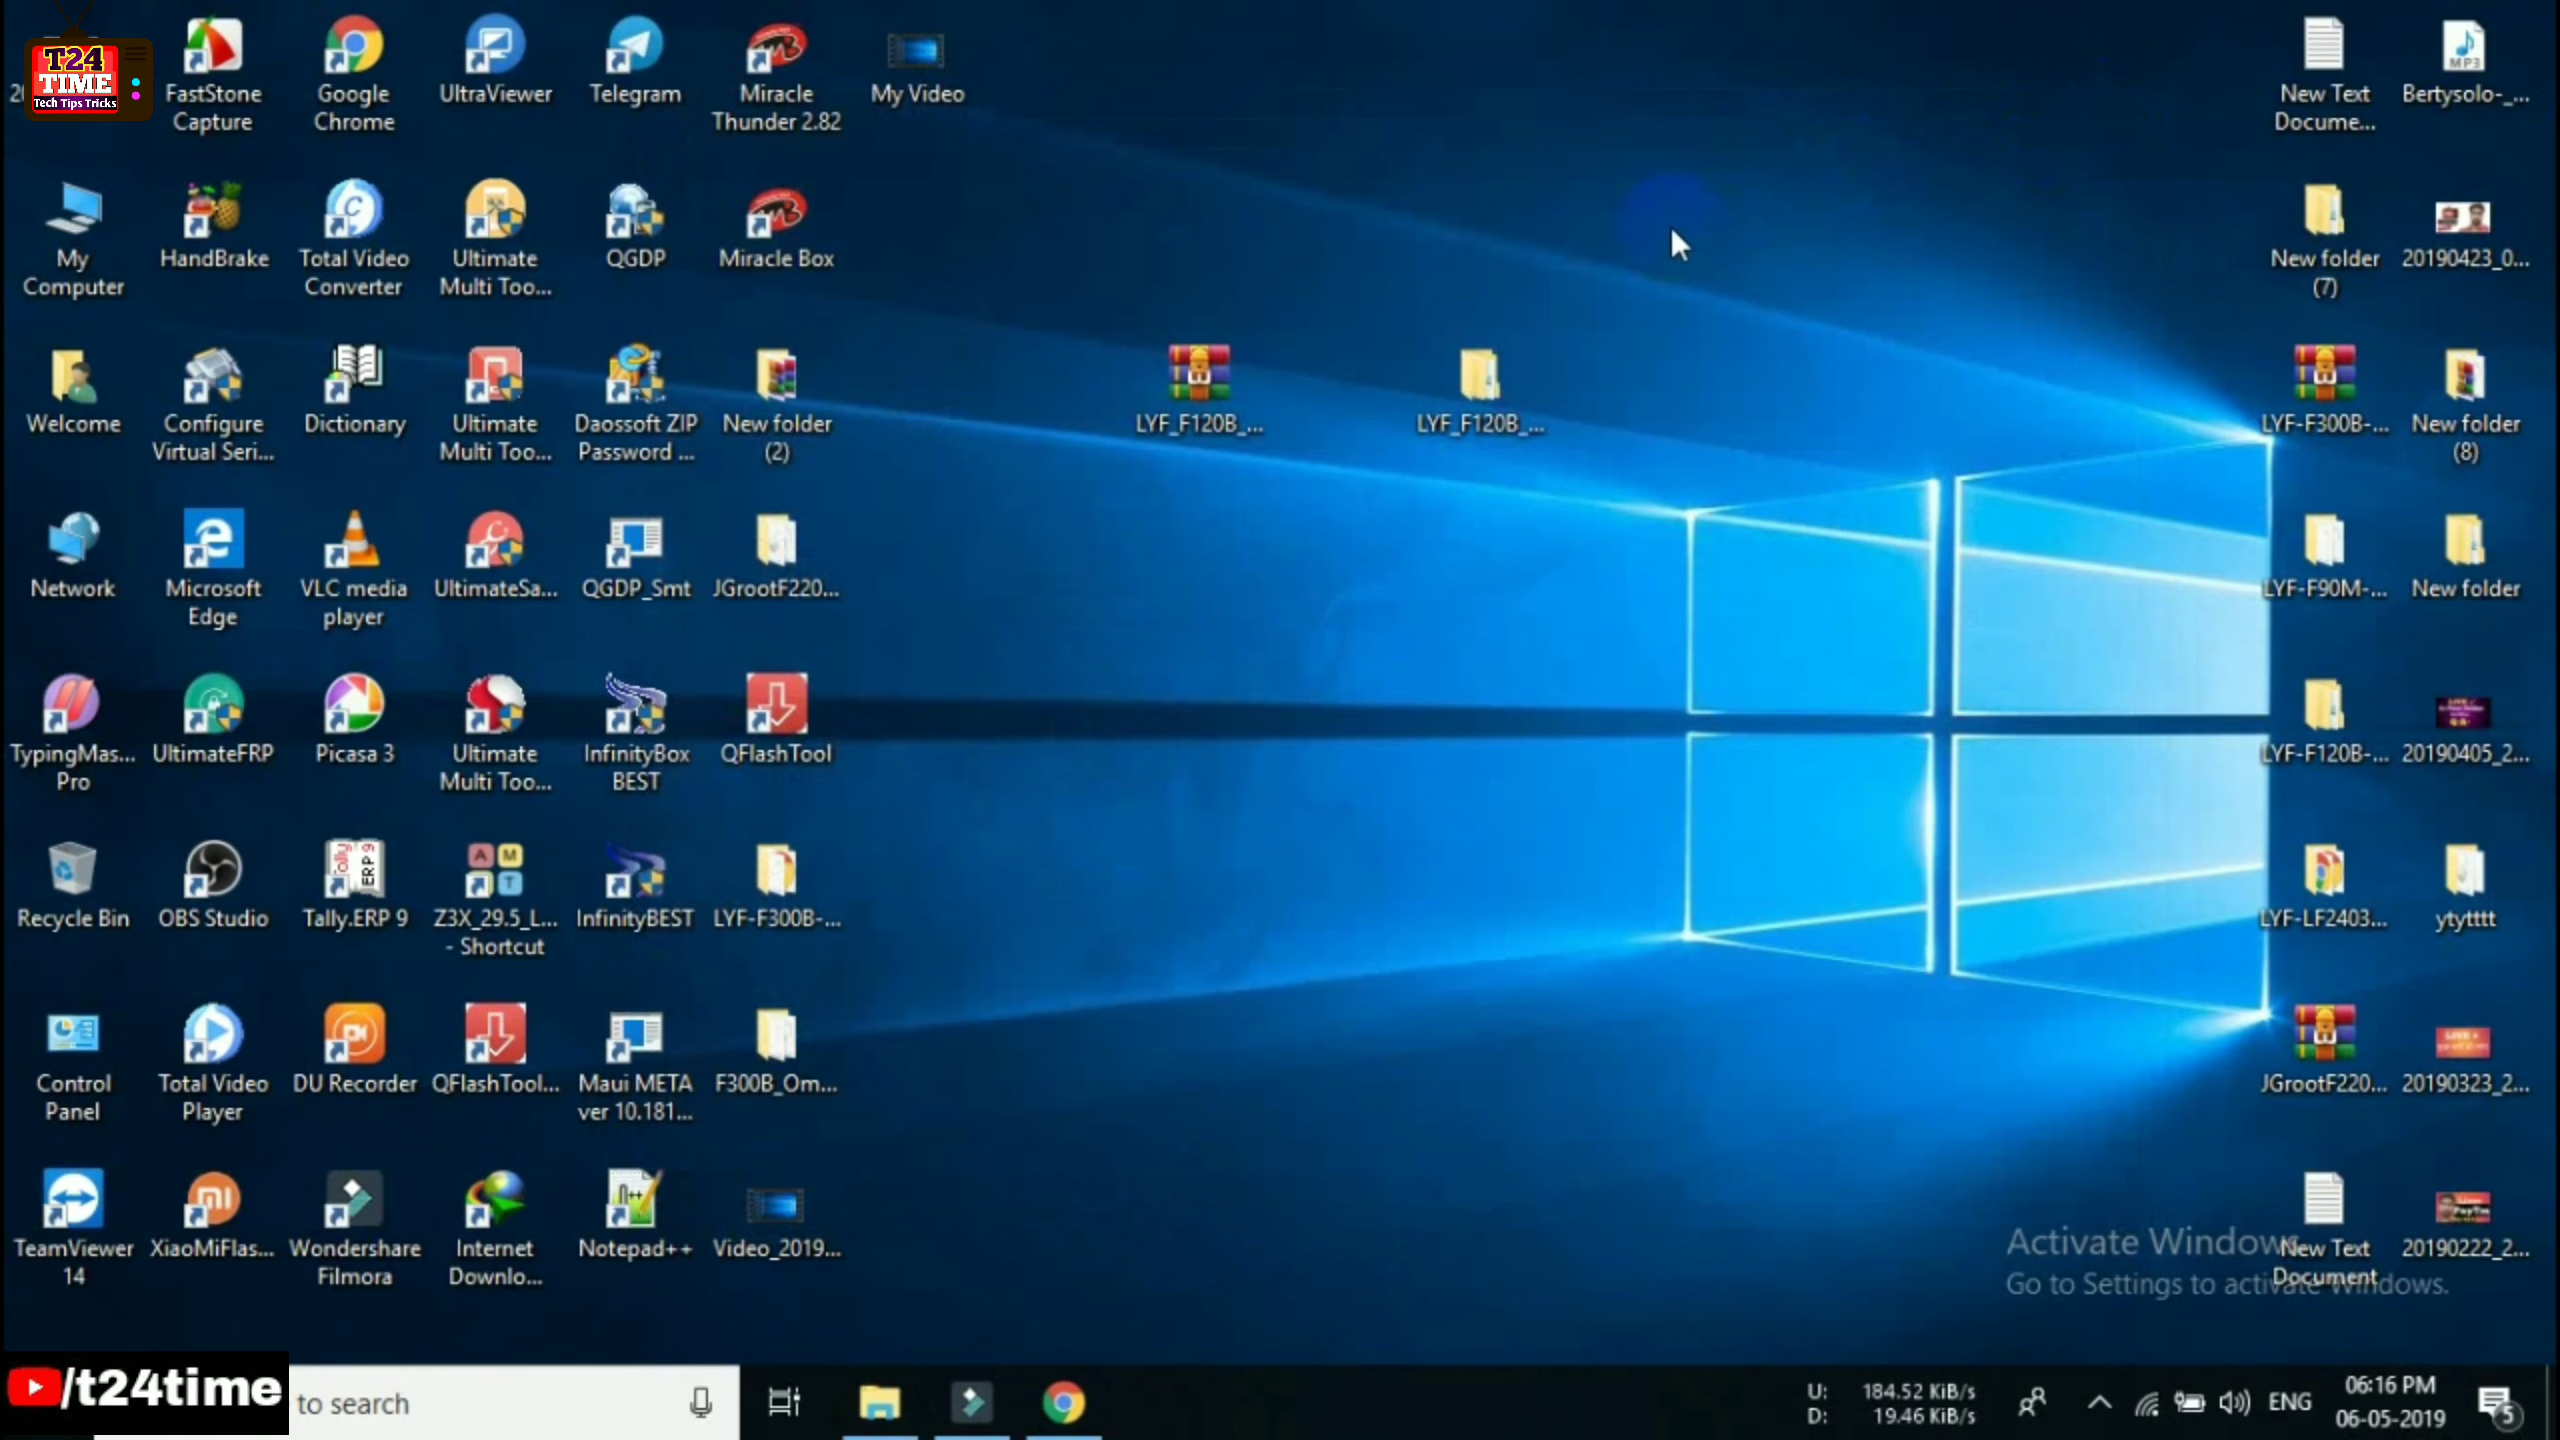 T24
TIME
Tech Tips Tricks
FastStone
Capture
Google
Chrome
UltraViewer
Telegram
Miracle
Thunder 2.82
My Video
New Text
Docume...
MP3
Bertysolo-_...
My
Computer
HandBrake
Total Video
Converter
Ultimate
Multi Too...
QGDP
Miracle Box
New folder
(7)
20190423_0...
Welcome
Configure
Virtual Seri...
Dictionary
Ultimate
Multi Too...
Daossoft ZIP
Password ...
New folder
(2)
LYF_F120B_...
LYF_F120B_...
LYF-F300B-...
New folder
(8)
Network
Microsoft
Edge
VLC media
player
UltimateSa...
QGDP_Smt
JGrootF220...
LYF-F90M-...
New folder
TypingMas...
Pro
UltimateFRP
Picasa 3
Ultimate
Multi Too...
InfinityBox
BEST
QFlashTool
LYF-F120B-...
20190405_2...
Recycle Bin
OBS Studio
Tally.ERP 9
Z3X_29.5_L...
- Shortcut
InfinityBEST
LYF-F300B-...
LYF-LF2403...
ytytttt
Control
Panel
Total Video
Player
DU Recorder
QFlashTool...
Maui META
ver 10.181...
F300B_Om...
JGrootF220...
20190323_2...
TeamViewer
14
XiaoMiFlas...
Wondershare
Filmora
Internet
Downlo...
Notepad++
Video_2019...
New Text
Document
20190222_2...
Activate Windows
Go to Settings to activate Windows.
/t24time
to search
U: 184.52 KiB/s
D: 19.46 KiB/s
ENG
06:16 PM
06-05-2019
5